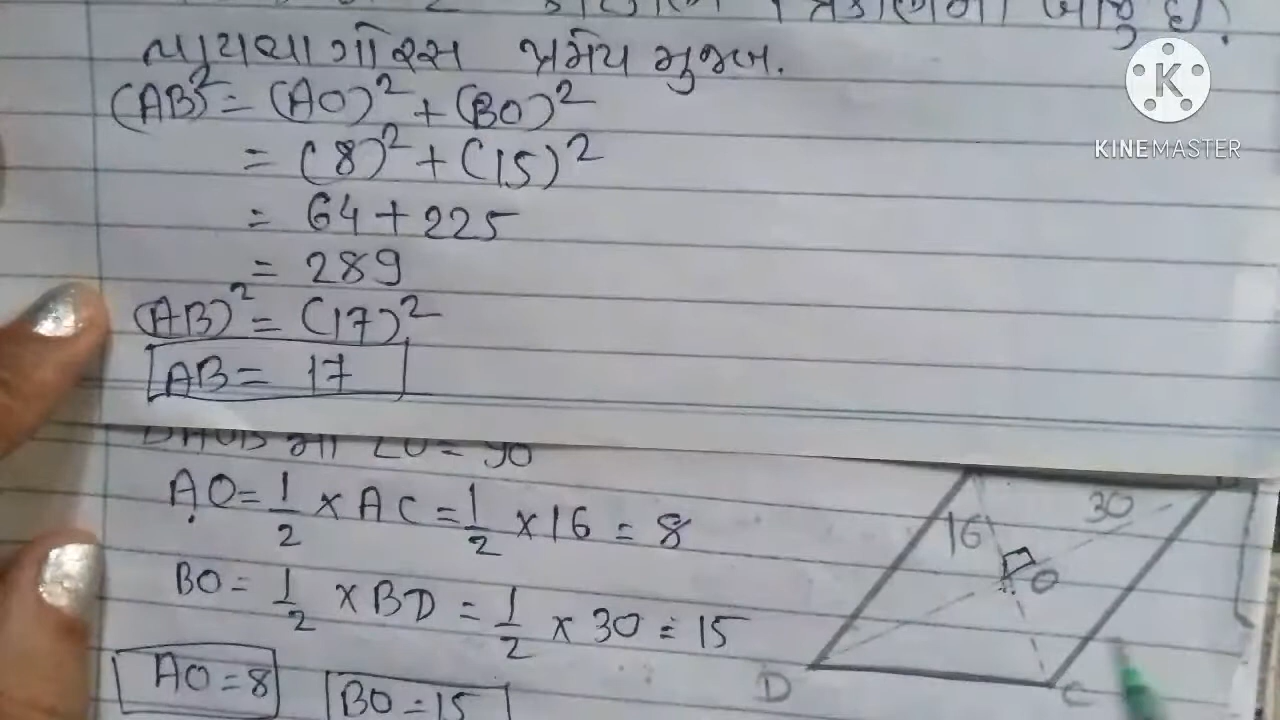 પાયથાગોરસ પ્રમેય મુજબ.
(AB)² = (AO)² + (BO)²
= (8)² + (15)²
= 64 + 225
= 289
(AB)² = (17)²
AB = 17
K
KINEMASTER
AO = 1/2 × AC = 1/2 × 16 = 8
BO = 1/2 × BD = 1/2 × 30 = 15
AO = 8
BO = 15
16
30
O
D
C